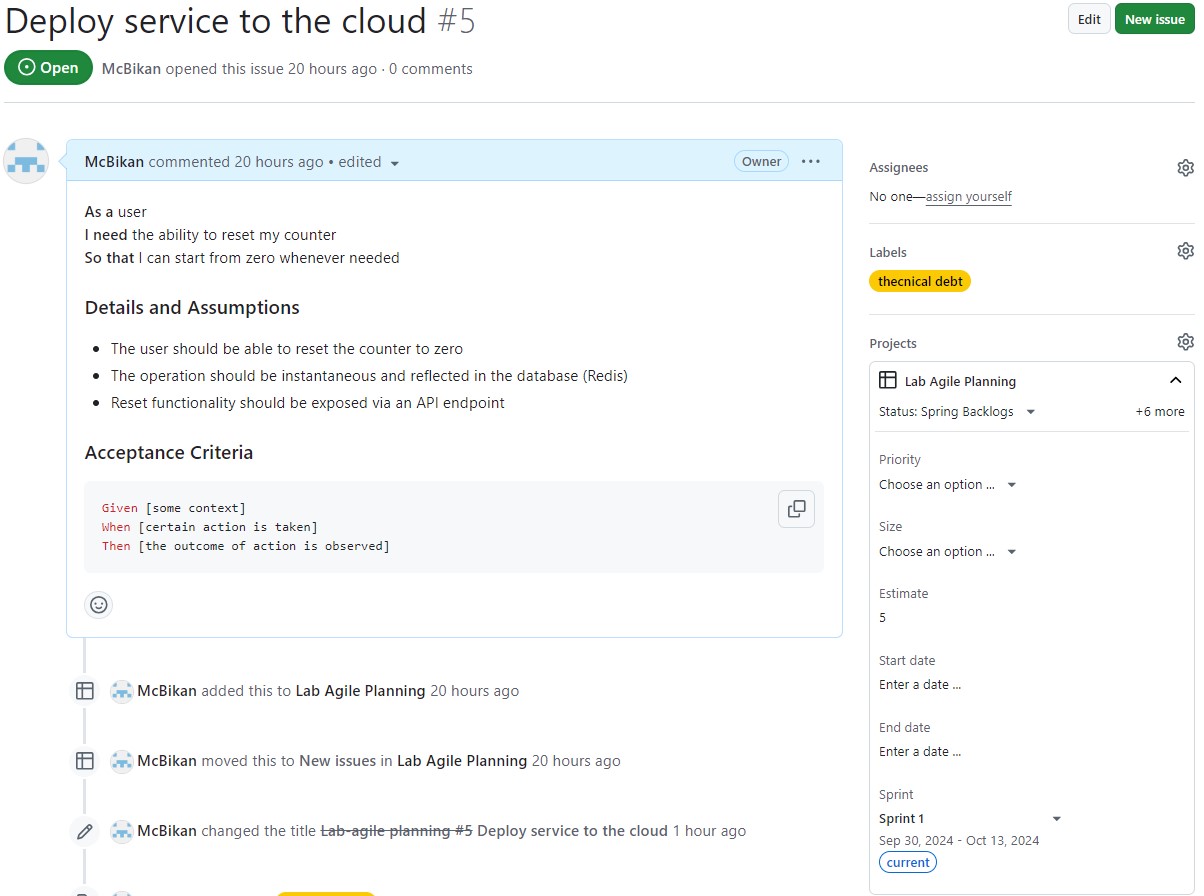 Deploy service to the cloud #5
Edit
New issue
Open
McBikan opened this issue 20 hours ago · 0 comments
McBikan commented 20 hours ago • edited
Owner
As a user
I need the ability to reset my counter
So that I can start from zero whenever needed
Details and Assumptions
• The user should be able to reset the counter to zero
• The operation should be instantaneous and reflected in the database (Redis)
• Reset functionality should be exposed via an API endpoint
Acceptance Criteria
Given [some context]
When [certain action is taken]
Then [the outcome of action is observed]
McBikan added this to Lab Agile Planning 20 hours ago
McBikan moved this to New issues in Lab Agile Planning 20 hours ago
McBikan changed the title Lab-agile planning #5 Deploy service to the cloud 1 hour ago
Assignees
No one—assign yourself
Labels
thecnical debt
Projects
Lab Agile Planning
Status: Spring Backlogs
+6 more
Priority
Choose an option ...
Size
Choose an option ...
Estimate
5
Start date
Enter a date ...
End date
Enter a date ...
Sprint
Sprint 1
Sep 30, 2024 - Oct 13, 2024
current